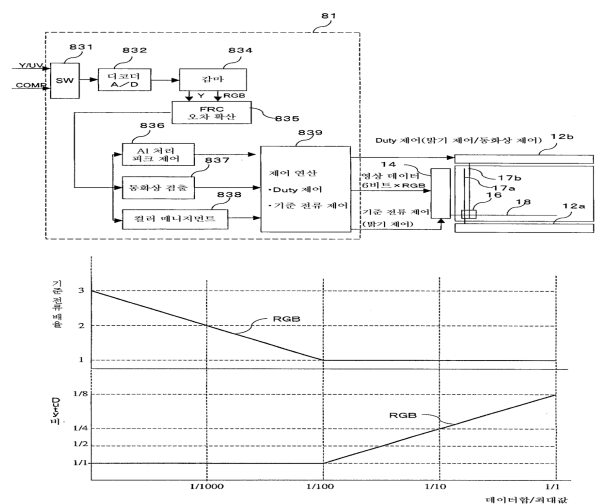 81
831
832
834
Y/UV
COMP
SW
디코더
A/D
감마
Y
RGB
FRC
오차 확산
835
836
AI 처리
피크 제어
837
동화상 검출
838
컬러 매니지먼트
839
제어 연산
・Duty 제어
・기준 전류 제어
Duty 제어(밝기 제어/동화상 제어)
12b
14
영상 데이터
6비트×RGB
17b
17a
16
18
기준 전류 제어
(밝기 제어)
12a
기준 전류 배율
3
2
1
RGB
Duty비
1/8
1/4
1/2
1/1
RGB
1/1000
1/100
1/10
1/1
데이터합/최대값